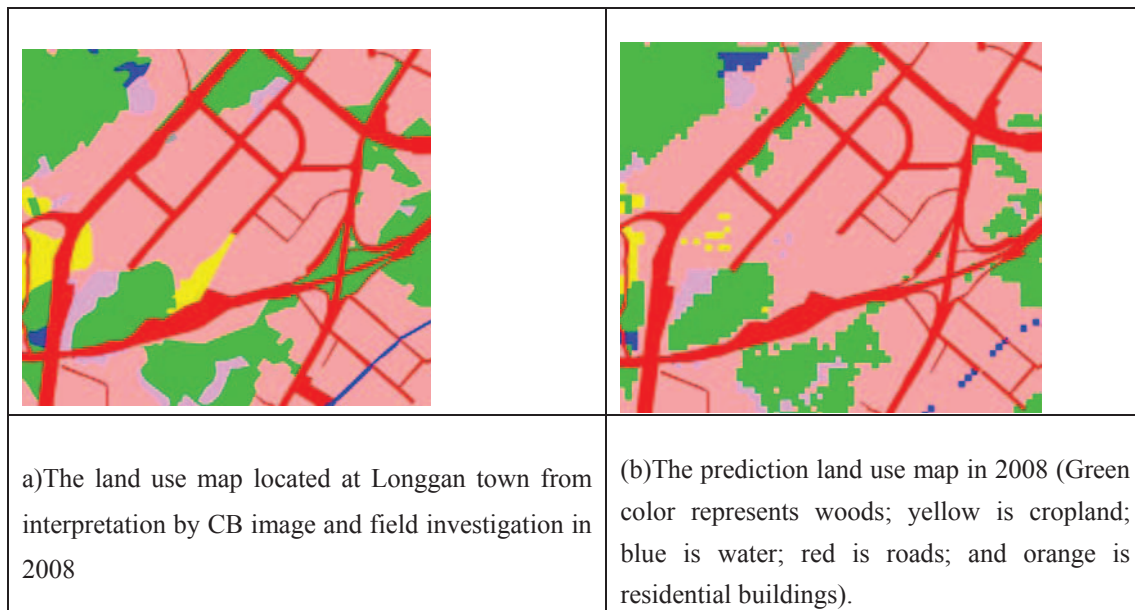 a)The land use map located at Longgan town from
interpretation by CB image and field investigation in
2008
(b)The prediction land use map in 2008 (Green
color represents woods; yellow is cropland;
blue is water; red is roads; and orange is
residential buildings).